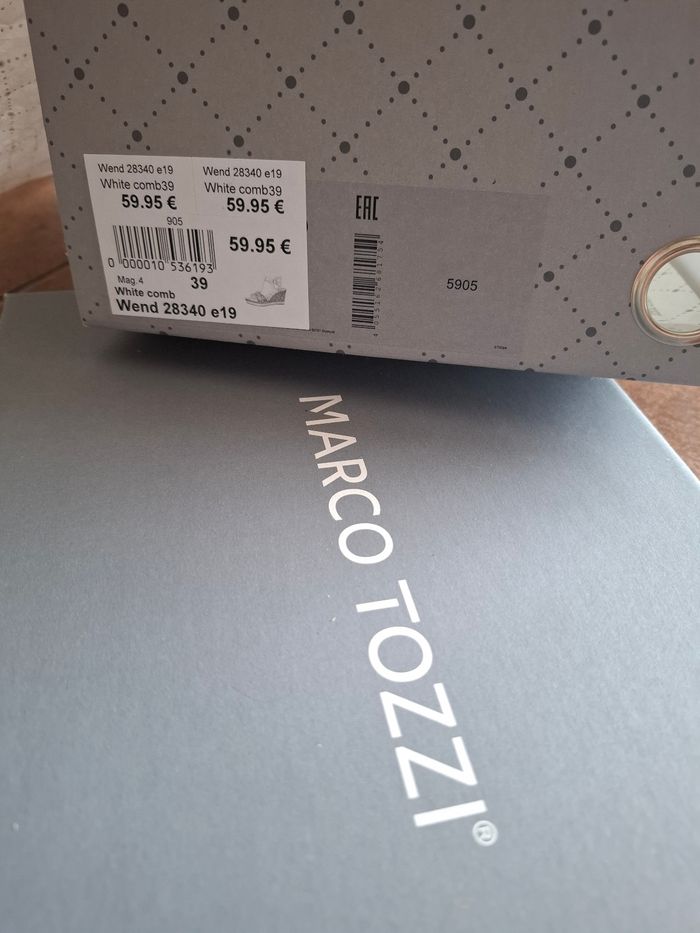 Wend 28340 e19
White comb39
59.95 €
Wend 28340 e19
White comb39
59.95 €
905
0 000010 536193
59.95 €
Mag.4
39
White comb
Wend 28340 e19
EAC
5905
MARCO TOZZI®